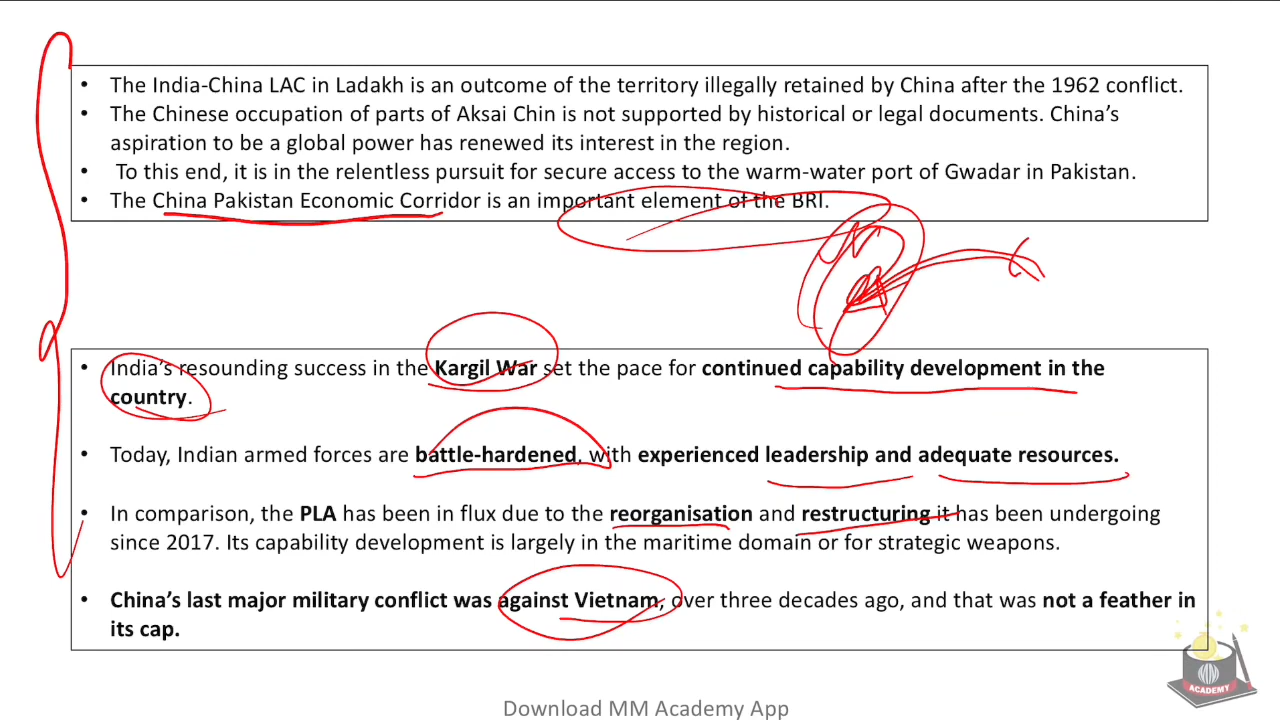 • The India-China LAC in Ladakh is an outcome of the territory illegally retained by China after the 1962 conflict.
• The Chinese occupation of parts of Aksai Chin is not supported by historical or legal documents. China's
aspiration to be a global power has renewed its interest in the region.
• To this end, it is in the relentless pursuit for secure access to the warm-water port of Gwadar in Pakistan.
• The China Pakistan Economic Corridor is an important element of the BRI.
• India's resounding success in the Kargil War set the pace for continued capability development in the
country.
• Today, Indian armed forces are battle-hardened, with experienced leadership and adequate resources.
• In comparison, the PLA has been in flux due to the reorganisation and restructuring it has been undergoing
since 2017. Its capability development is largely in the maritime domain or for strategic weapons.
• China's last major military conflict was against Vietnam, over three decades ago, and that was not a feather in
its cap.
ACADEMY
Download MM Academy App